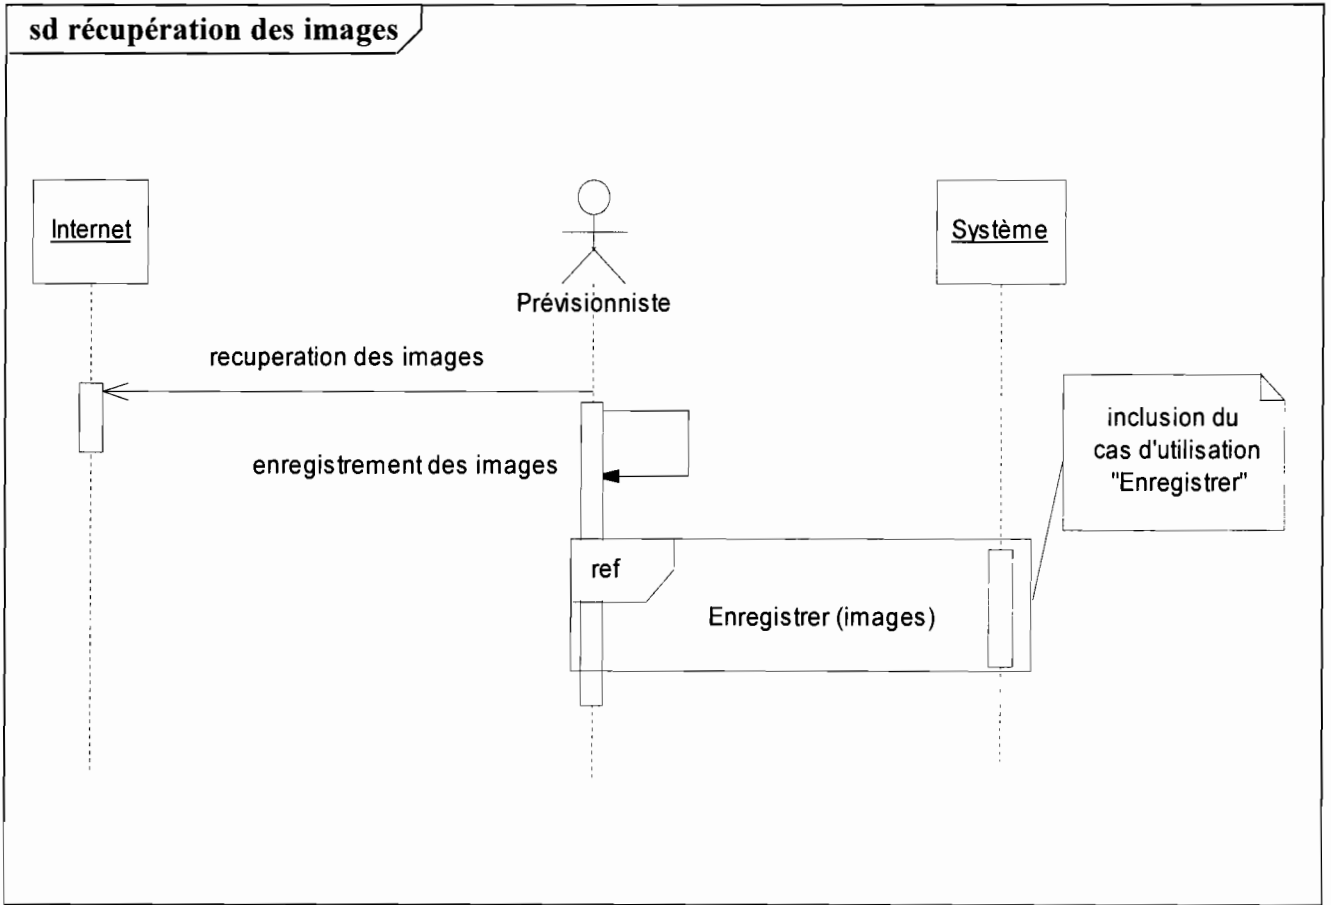 sd récupération des images
Internet
Prévisionniste
Système
recuperation des images
enregistrement des images
inclusion du
cas d'utilisation
"Enregistrer"
ref
Enregistrer (images)